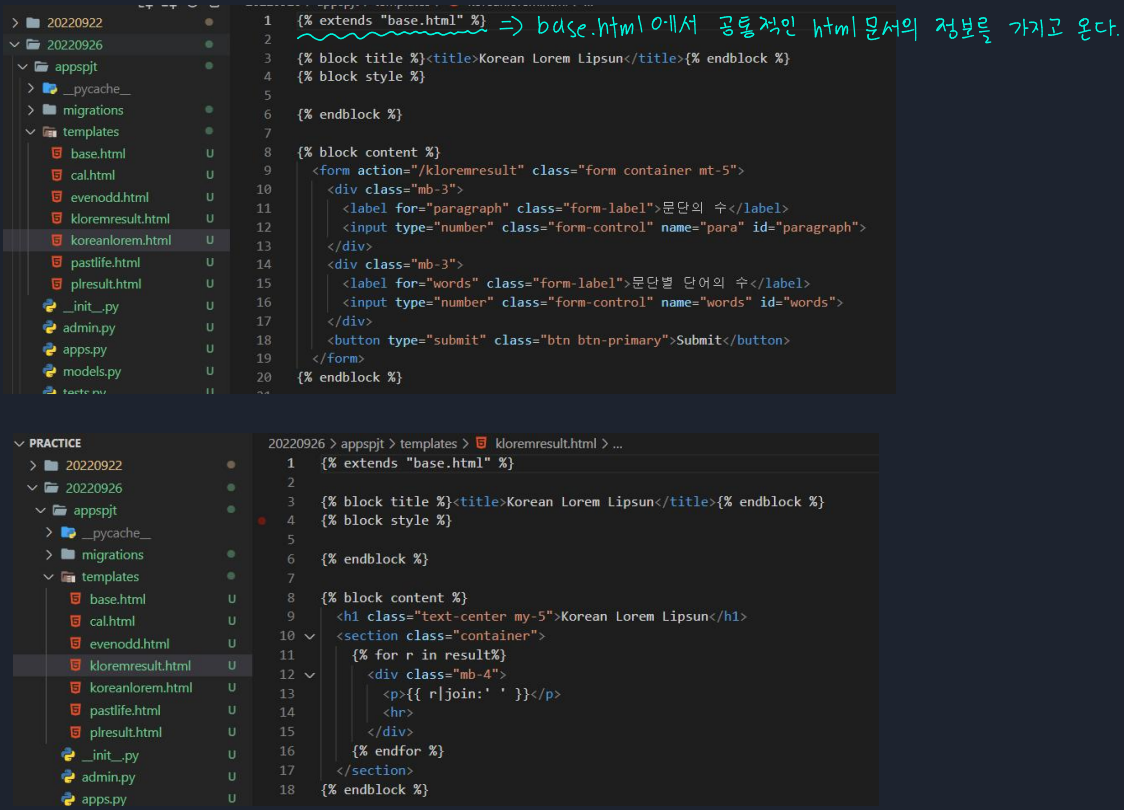 20220922
20220926
appspjt
__pycache__
migrations
templates
base.html U
cal.html U
evenodd.html U
kloremresult.html U
koreanlorem.html U
pastlife.html U
plresult.html U
__init__.py U
admin.py U
apps.py U
models.py U
tests.py U
1 {% extends "base.html" %} => base.html에서 공통적인 html 문서의 정보를 가지고 온다.
2
3 {% block title %}<title>Korean Lorem Lipsun</title>{% endblock %}
4 {% block style %}
5
6 {% endblock %}
7
8 {% block content %}
9 <form action="/kloremresult" class="form container mt-5">
10 <div class="mb-3">
11 <label for="paragraph" class="form-label">문단의 수</label>
12 <input type="number" class="form-control" name="para" id="paragraph">
13 </div>
14 <div class="mb-3">
15 <label for="words" class="form-label">문단별 단어의 수</label>
16 <input type="number" class="form-control" name="words" id="words">
17 </div>
18 <button type="submit" class="btn btn-primary">Submit</button>
19 </form>
20 {% endblock %}
PRACTICE
20220922
20220926
appspjt
__pycache__
migrations
templates
base.html U
cal.html U
evenodd.html U
kloremresult.html U
koreanlorem.html U
pastlife.html U
plresult.html U
__init__.py U
admin.py U
apps.py U
20220926 > appspjt > templates > kloremresult.html > ...
1 {% extends "base.html" %}
2
3 {% block title %}<title>Korean Lorem Lipsun</title>{% endblock %}
4 {% block style %}
5
6 {% endblock %}
7
8 {% block content %}
9 <h1 class="text-center my-5">Korean Lorem Lipsun</h1>
10 <section class="container">
11 {% for r in result%}
12 <div class="mb-4">
13 <p>{{ r|join:' ' }}</p>
14 <hr>
15 </div>
16 {% endfor %}
17 </section>
18 {% endblock %}